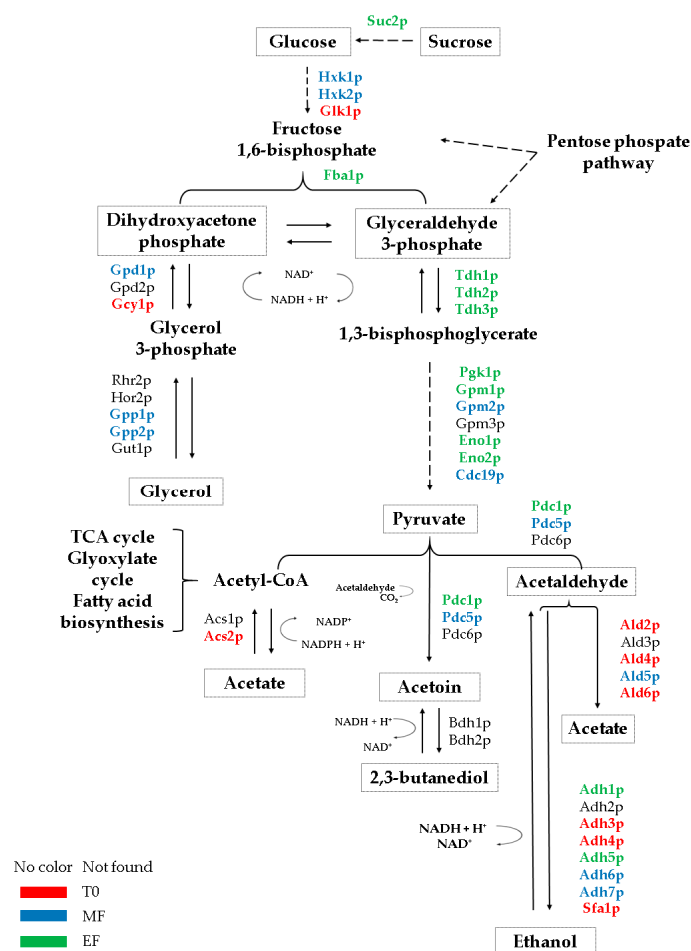 Suc2p
Glucose
Sucrose
Hxk1p
Hxk2p
Glk1p
Fructose
1,6-bisphosphate
Pentose phospate
pathway
Fba1p
Dihydroxyacetone
phosphate
Glyceraldehyde
3-phosphate
Gpd1p
Gpd2p
Gcy1p
NAD⁺
NADH + H⁺
Tdh1p
Tdh2p
Tdh3p
Glycerol
3-phosphate
1,3-bisphosphoglycerate
Rhr2p
Hor2p
Gpp1p
Gpp2p
Gut1p
Pgk1p
Gpm1p
Gpm2p
Gpm3p
Eno1p
Eno2p
Cdc19p
Glycerol
Pyruvate
Pdc1p
Pdc5p
Pdc6p
TCA cycle
Glyoxylate
cycle
Fatty acid
biosynthesis
Acetyl-CoA
Acetaldehyde
CO₂
Acetaldehyde
Pdc1p
Pdc5p
Pdc6p
Acs1p
Acs2p
NADP⁺
NADPH + H⁺
Ald2p
Ald3p
Ald4p
Ald5p
Ald6p
Acetate
Acetoin
Acetate
NADH + H⁺
NAD⁺
Bdh1p
Bdh2p
2,3-butanediol
NADH + H⁺
NAD⁺
Adh1p
Adh2p
Adh3p
Adh4p
Adh5p
Adh6p
Adh7p
Sfa1p
Ethanol
No color Not found
T0
MF
EF